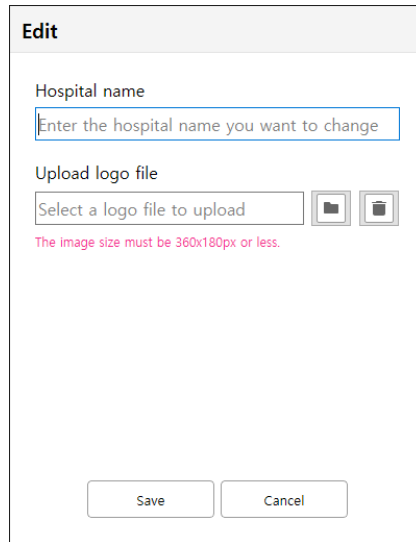 Edit
Hospital name
Enter the hospital name you want to change
Upload logo file
Select a logo file to upload
The image size must be 360x180px or less.
Save
Cancel